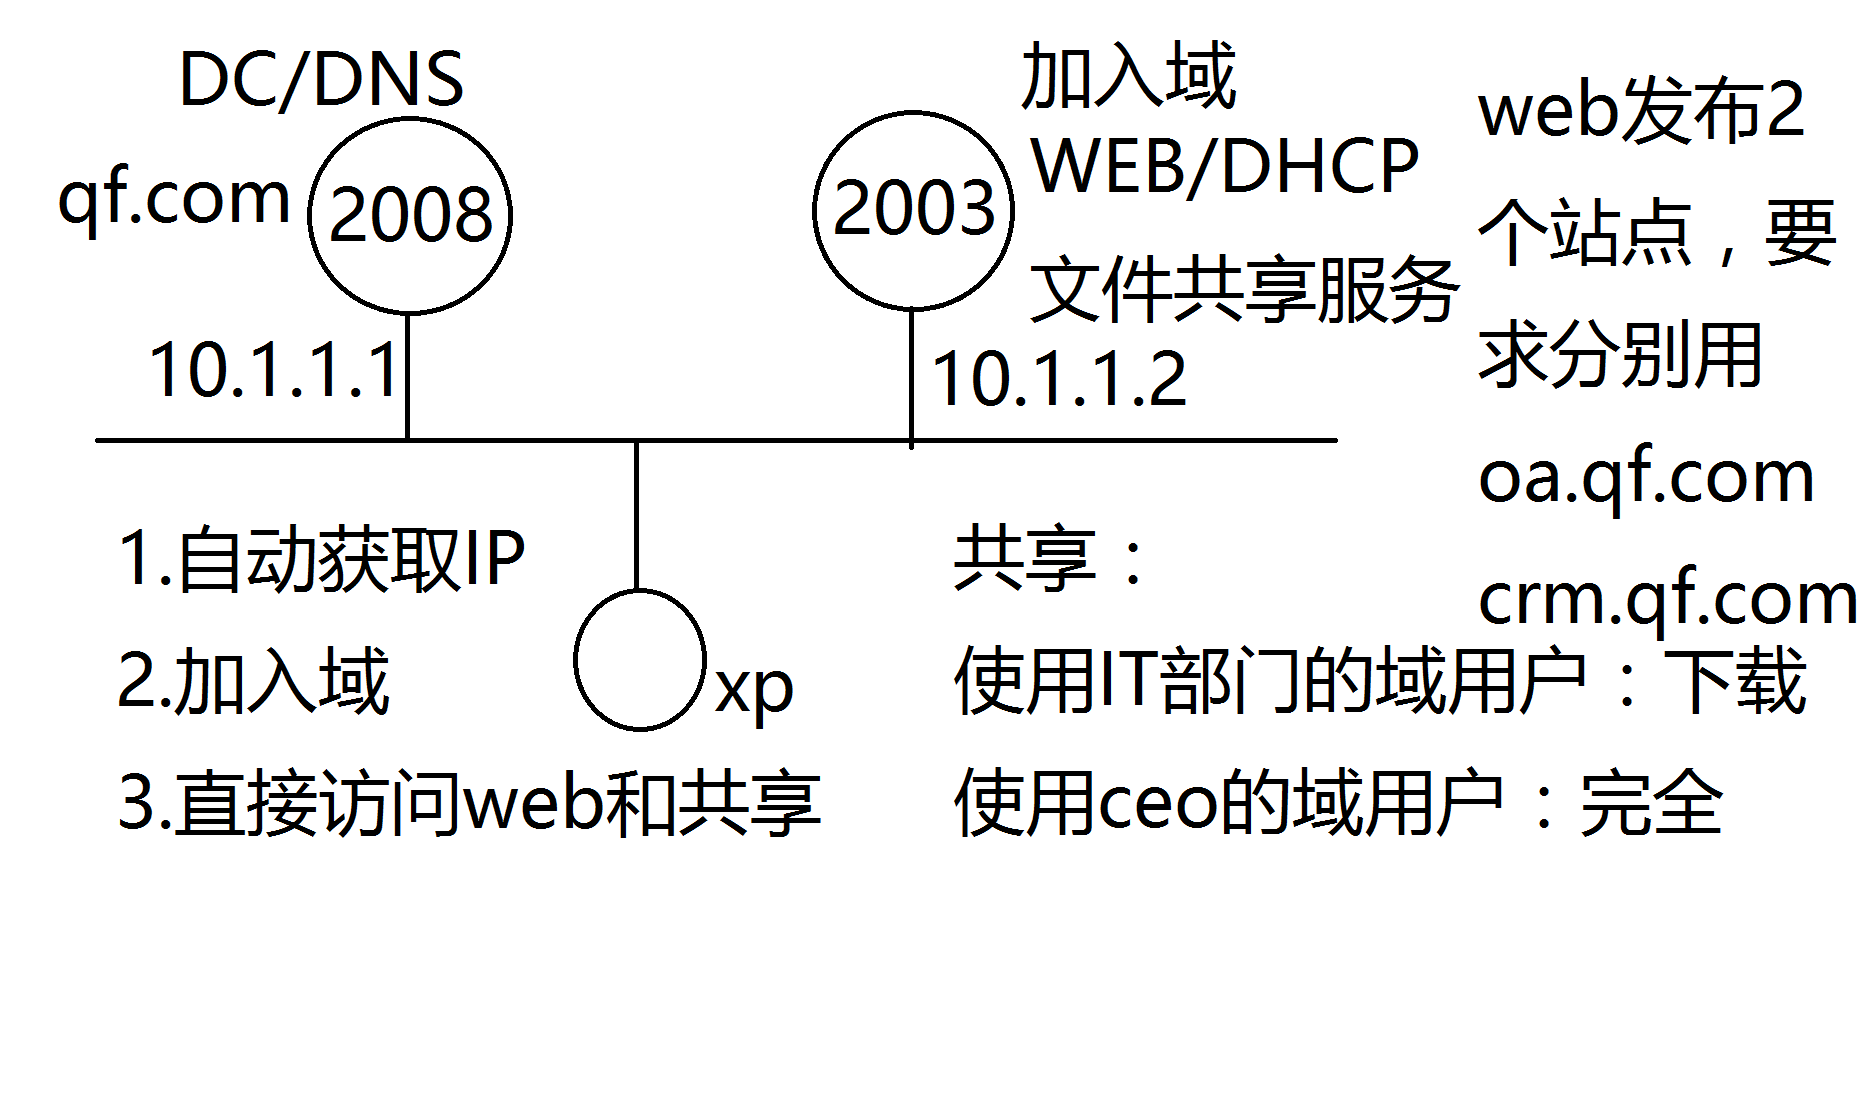 DC/DNS
qf.com
2008
10.1.1.1
加入域
WEB/DHCP
2003
文件共享服务
10.1.1.2
web发布2
个站点，要
求分别用
oa.qf.com
crm.qf.com
1.自动获取IP
2.加入域
3.直接访问web和共享
xp
共享：
使用IT部门的域用户：下载
使用ceo的域用户：完全